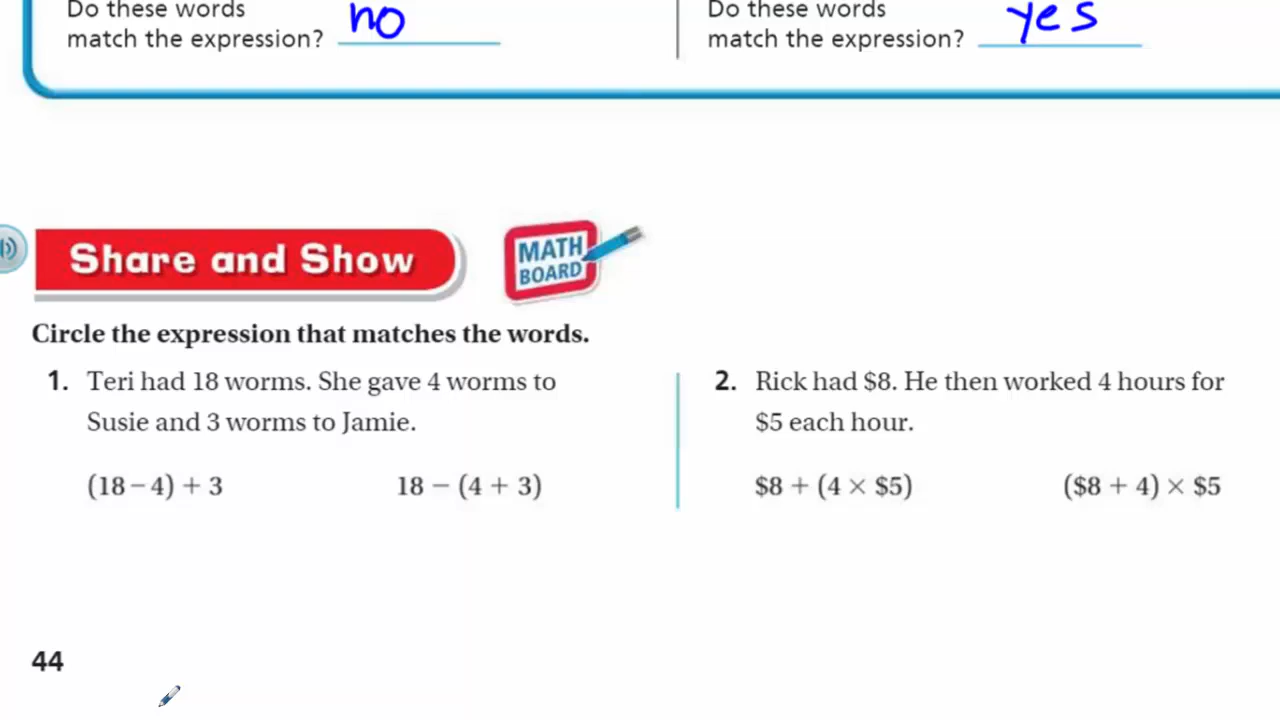 Do these words
match the expression? no
Do these words
match the expression? yes
Share and Show
MATH
BOARD
Circle the expression that matches the words.
1. Teri had 18 worms. She gave 4 worms to
Susie and 3 worms to Jamie.
(18 – 4) + 3 18 – (4 + 3)
2. Rick had $8. He then worked 4 hours for
$5 each hour.
$8 + (4 × $5) ($8 + 4) × $5
44